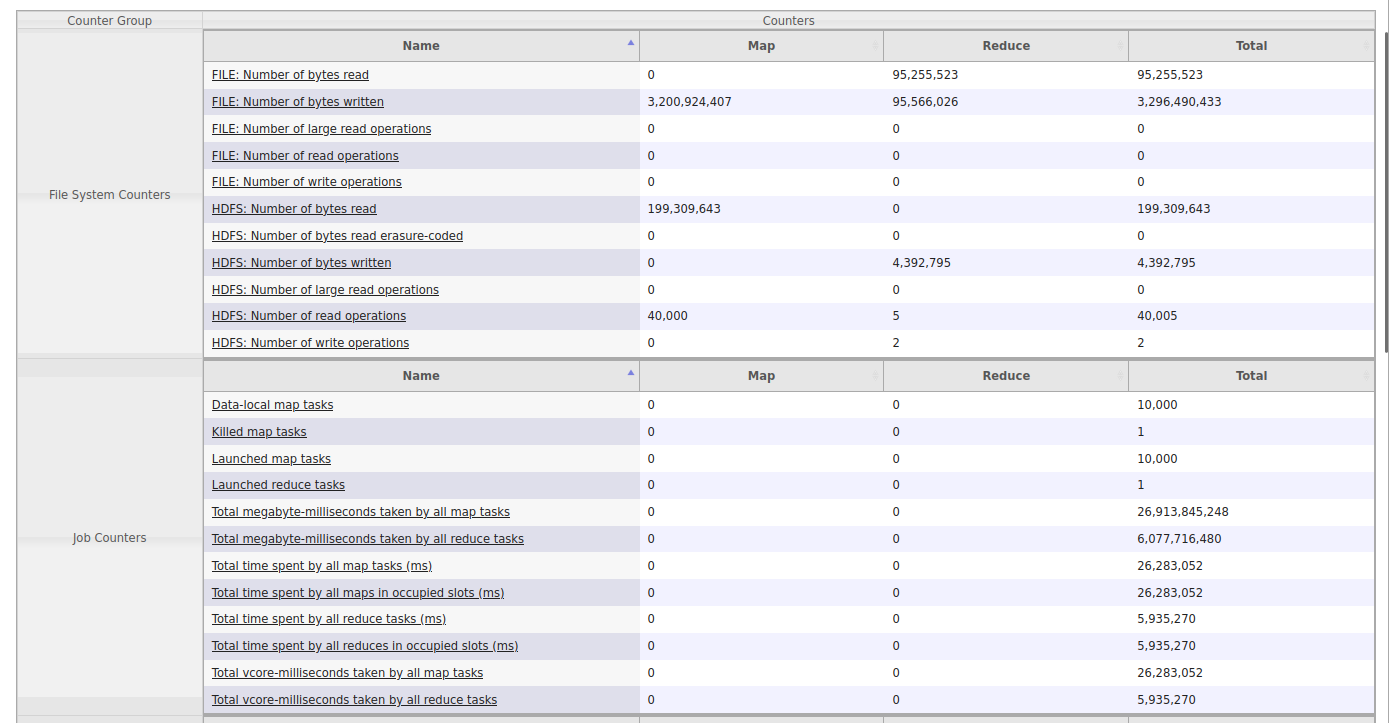 Counter Group Counters
File System Counters
Name Map Reduce Total
FILE: Number of bytes read 0 95,255,523 95,255,523
FILE: Number of bytes written 3,200,924,407 95,566,026 3,296,490,433
FILE: Number of large read operations 0 0 0
FILE: Number of read operations 0 0 0
FILE: Number of write operations 0 0 0
HDFS: Number of bytes read 199,309,643 0 199,309,643
HDFS: Number of bytes read erasure-coded 0 0 0
HDFS: Number of bytes written 0 4,392,795 4,392,795
HDFS: Number of large read operations 0 0 0
HDFS: Number of read operations 40,000 5 40,005
HDFS: Number of write operations 0 2 2
Job Counters
Name Map Reduce Total
Data-local map tasks 0 0 10,000
Killed map tasks 0 0 1
Launched map tasks 0 0 10,000
Launched reduce tasks 0 0 1
Total megabyte-milliseconds taken by all map tasks 0 0 26,913,845,248
Total megabyte-milliseconds taken by all reduce tasks 0 0 6,077,716,480
Total time spent by all map tasks (ms) 0 0 26,283,052
Total time spent by all maps in occupied slots (ms) 0 0 26,283,052
Total time spent by all reduce tasks (ms) 0 0 5,935,270
Total time spent by all reduces in occupied slots (ms) 0 0 5,935,270
Total vcore-milliseconds taken by all map tasks 0 0 26,283,052
Total vcore-milliseconds taken by all reduce tasks 0 0 5,935,270